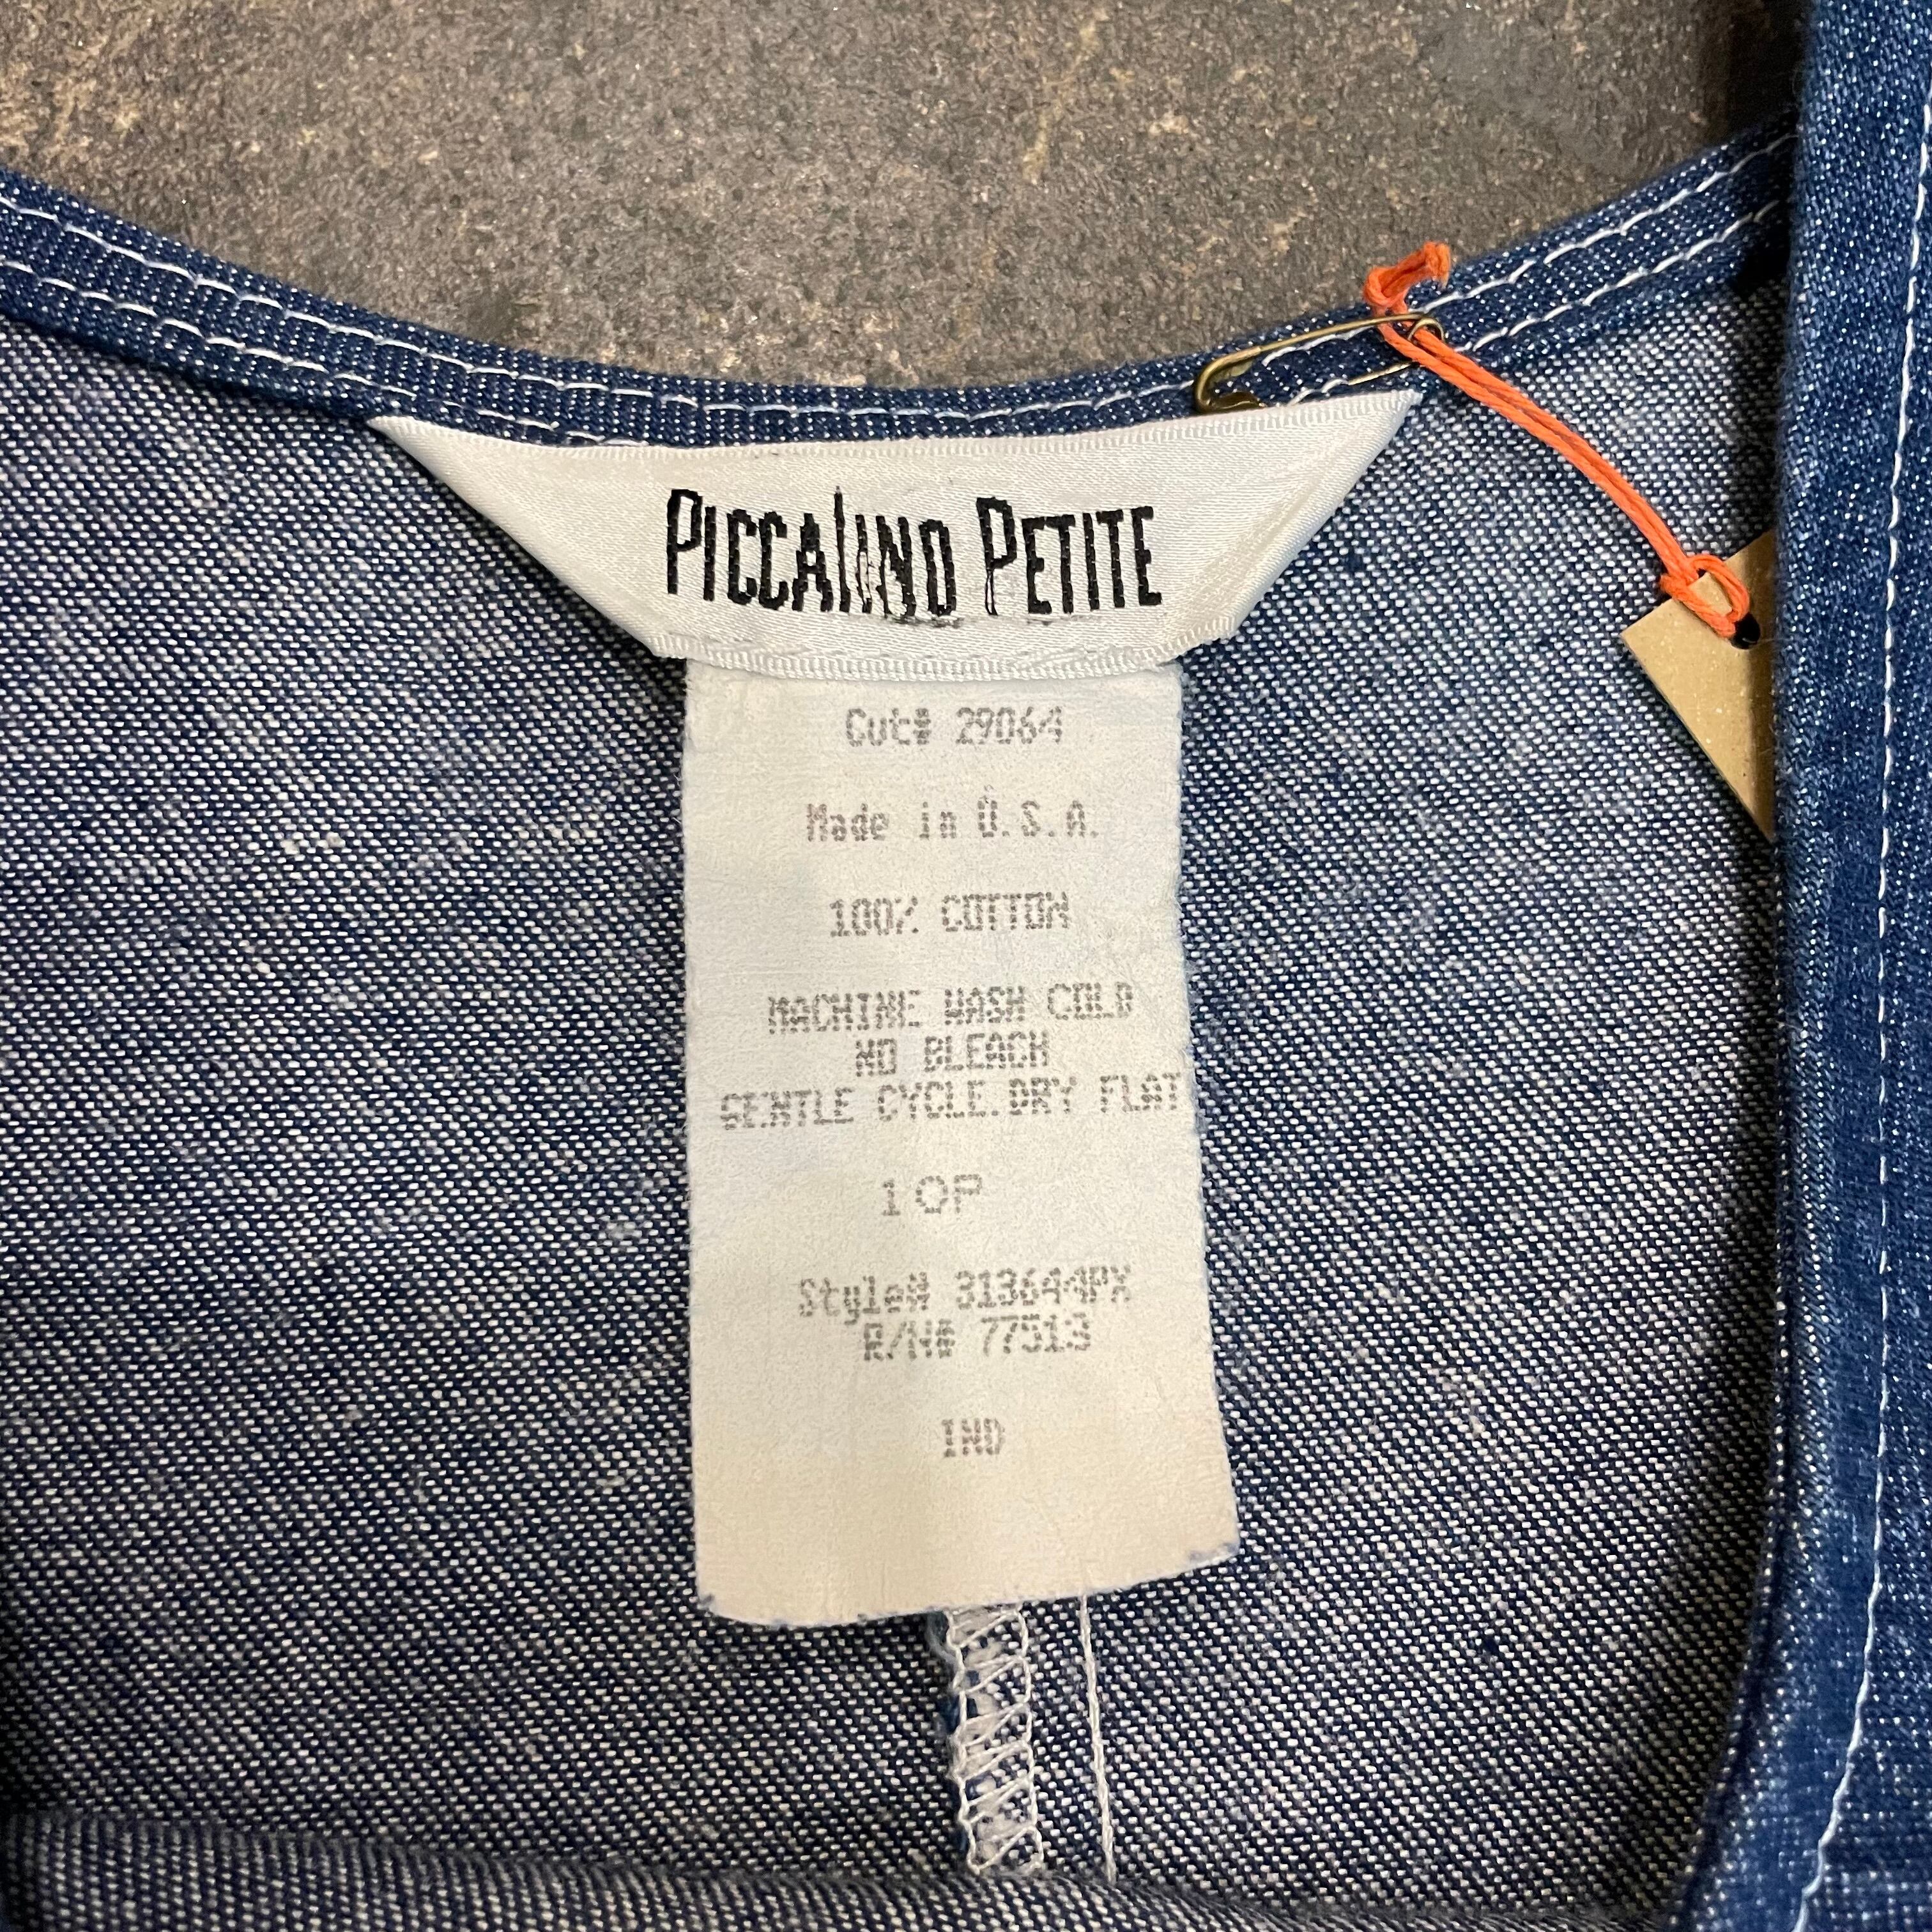 PICCAlINO PETITE
Cut# 29064
Made in U.S.A.
100% COTTON
MACHINE WASH COLD
NO BLEACH
GENTLE CYCLE.DRY FLAT
10P
Style# 313644PX
R/N# 77513
IND